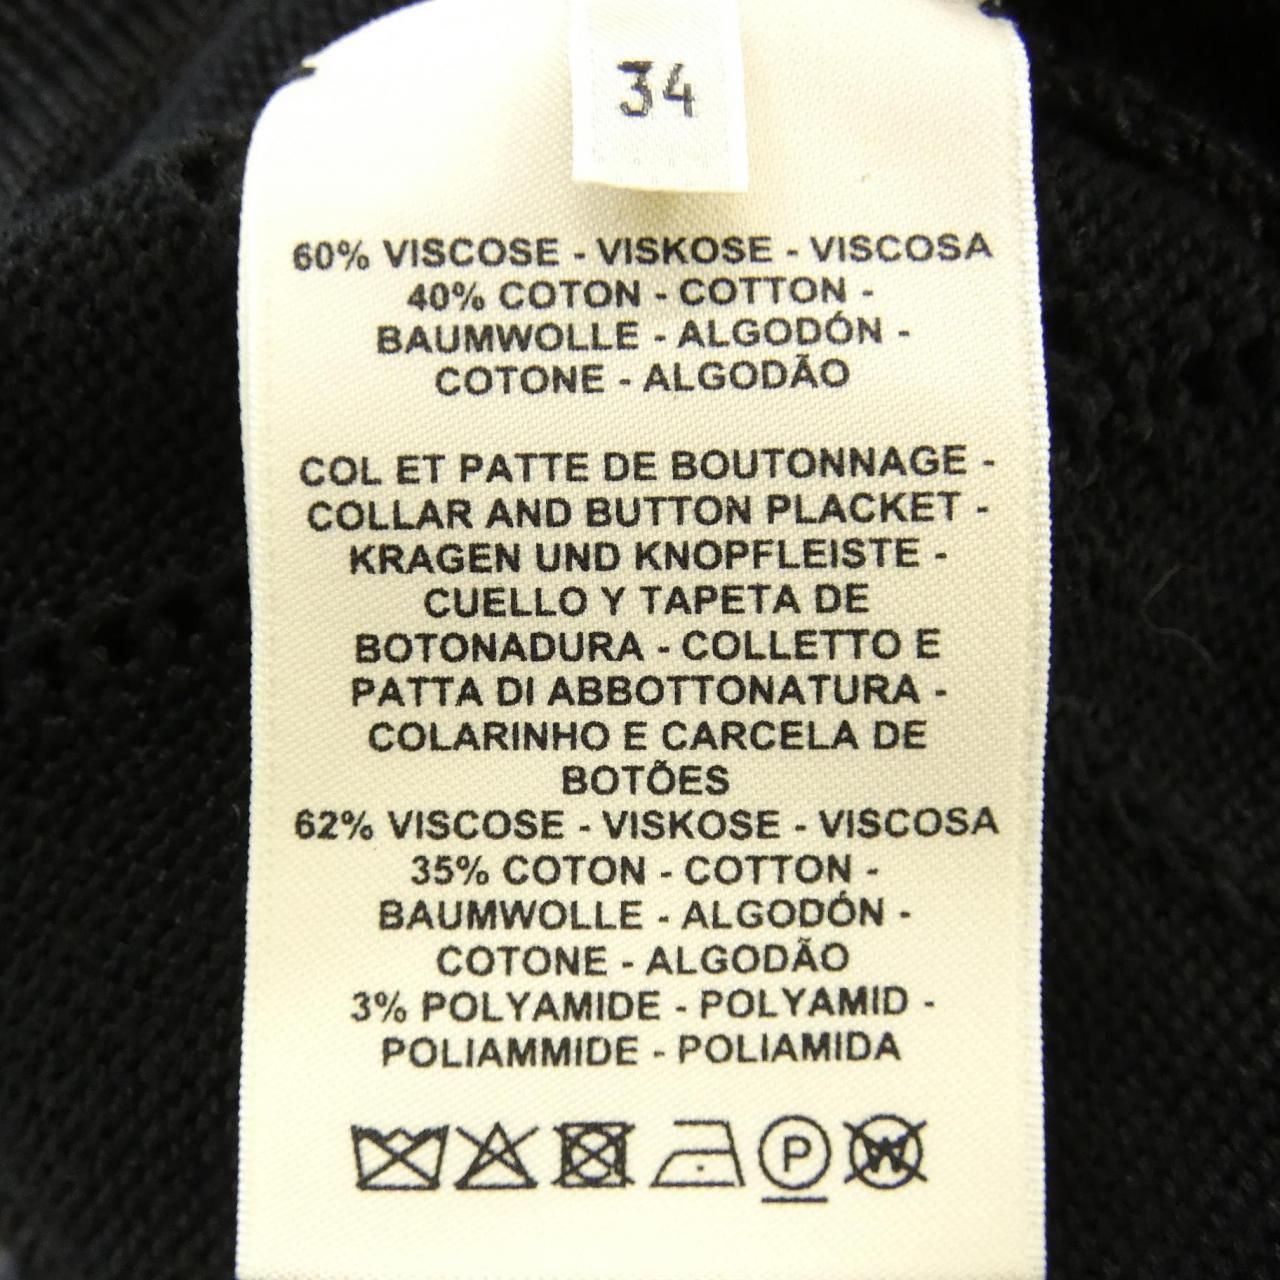 34
60% VISCOSE - VISKOSE - VISCOSA
40% COTON - COTTON -
BAUMWOLLE - ALGODÓN -
COTONE - ALGODÃO
COL ET PATTE DE BOUTONNAGE -
COLLAR AND BUTTON PLACKET -
KRAGEN UND KNOPFLEISTE -
CUELLO Y TAPETA DE
BOTONADURA - COLLETTO E
PATTA DI ABBOTTONATURA -
COLARINHO E CARCELA DE
BOTÕES
62% VISCOSE - VISKOSE - VISCOSA
35% COTON - COTTON -
BAUMWOLLE - ALGODÓN -
COTONE - ALGODÃO
3% POLYAMIDE - POLYAMID -
POLIAMMIDE - POLIAMIDA
P W